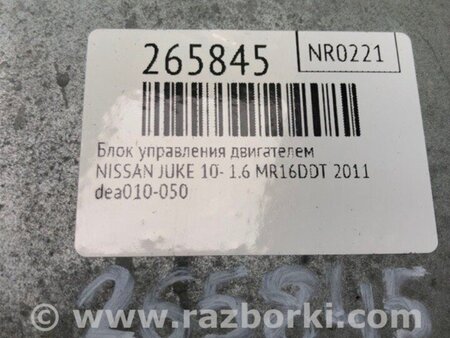 265845
NR0221
Блок управления двигателем
NISSAN JUKE 10- 1.6 MR16DDT 2011
dea010-050
265845
www.razborki.com